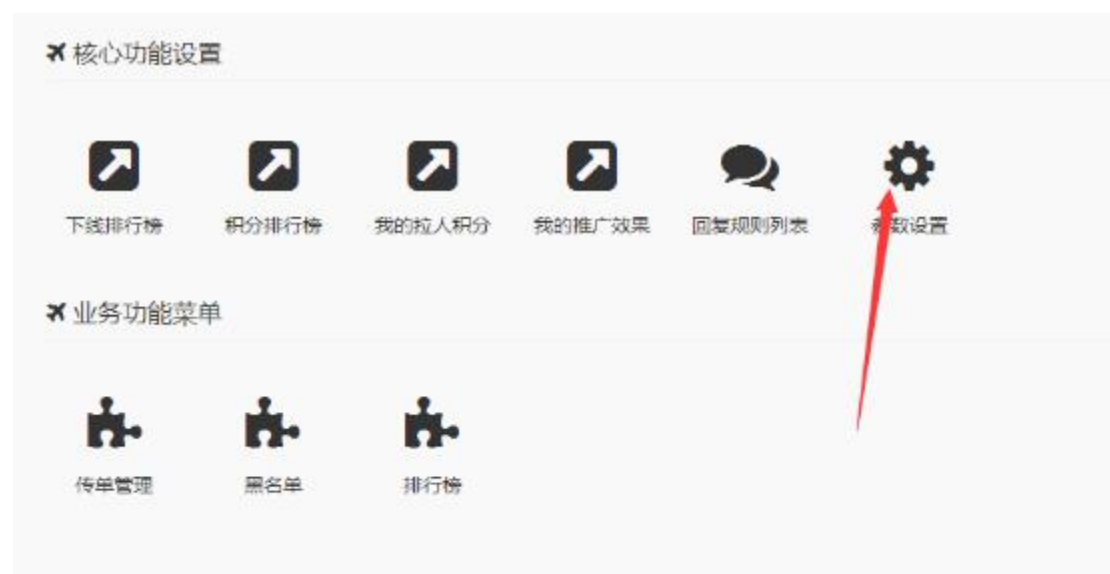 核心功能设置
下线排行榜 积分排行榜 我的拉人积分 我的推广效果 回复规则列表 参数设置
业务功能菜单
传单管理 黑名单 排行榜